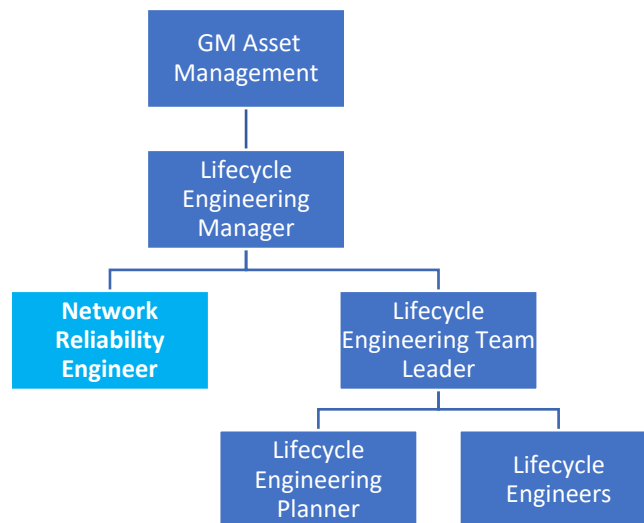 GM Asset
Management
Lifecycle
Engineering
Manager
Network
Reliability
Engineer
Lifecycle
Engineering Team
Leader
Lifecycle
Engineering
Planner
Lifecycle
Engineers